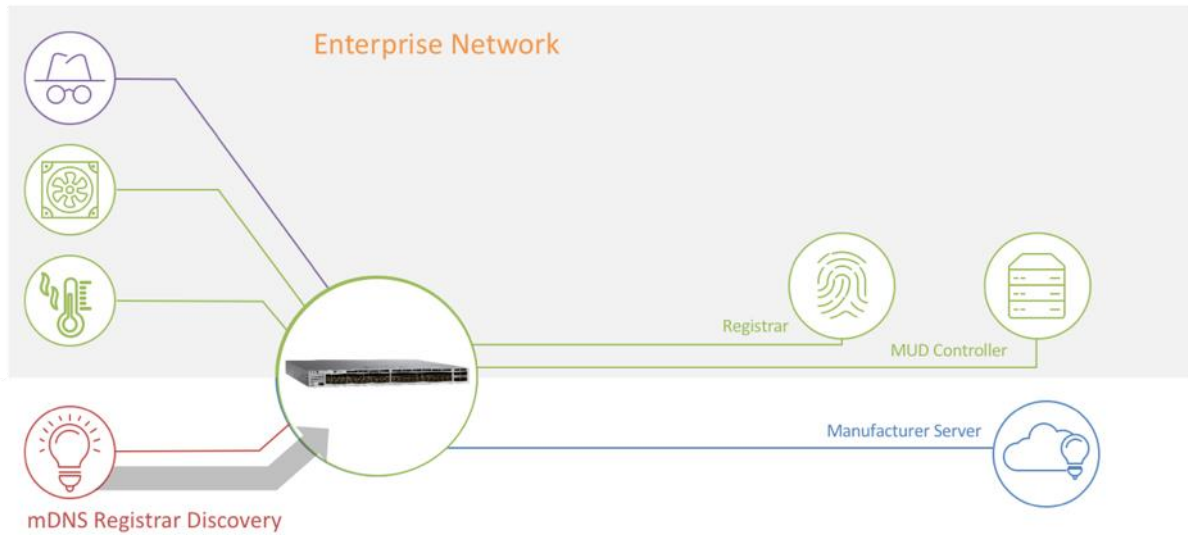 Enterprise Network
Registrar
MUD Controller
Manufacturer Server
mDNS Registrar Discovery